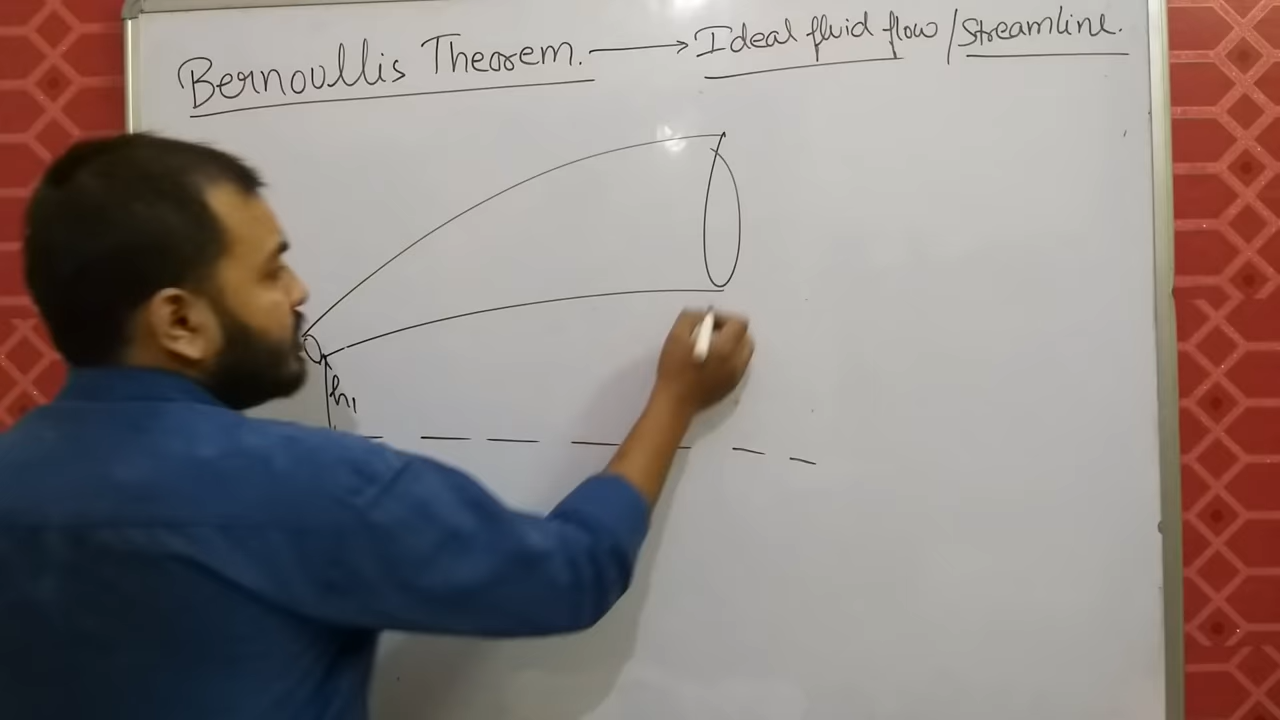 Bernoullis Theorem. → Ideal fluid flow / Streamline.
h₁